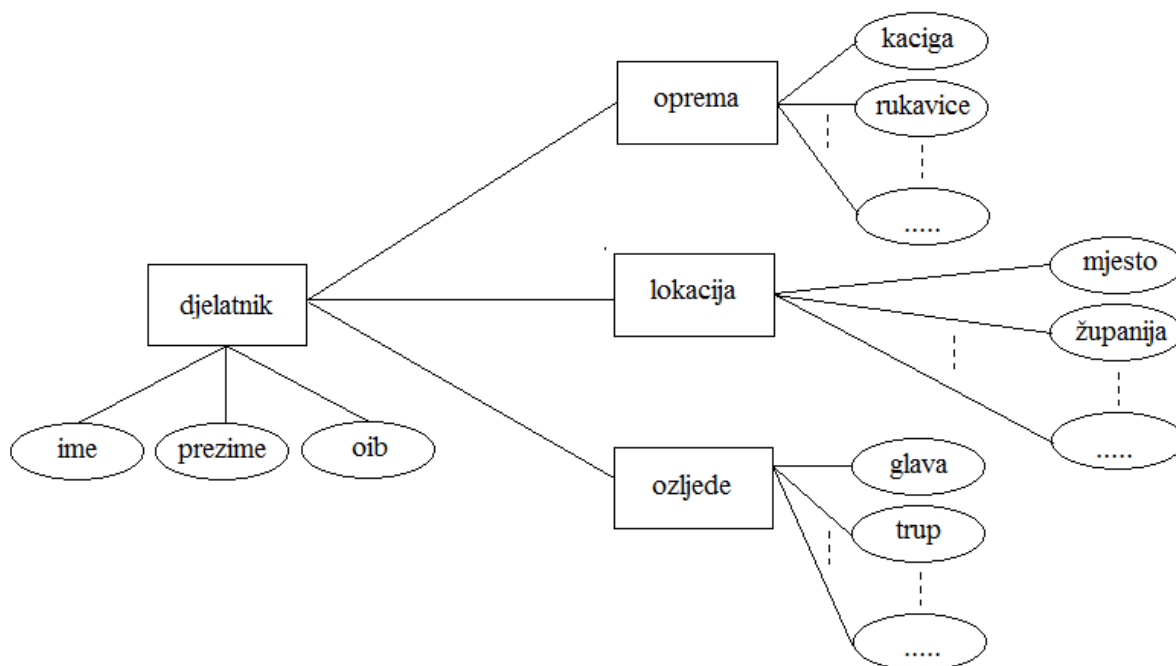 kaciga
oprema
rukavice
.....
mjesto
djelatnik
lokacija
županija
.....
ime
prezime
oib
ozljede
glava
trup
.....